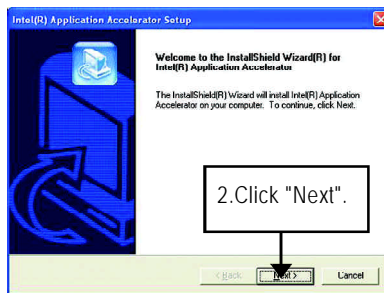 Intel(R) Application Accelerator Setup
Welcome to the InstallShield Wizard(R) for
Intel(R) Application Accelerator
The InstallShield(R) Wizard will install Intel(R) Application
Accelerator on your computer. To continue, click Next.
2.Click "Next".
< Back
Next >
Cancel